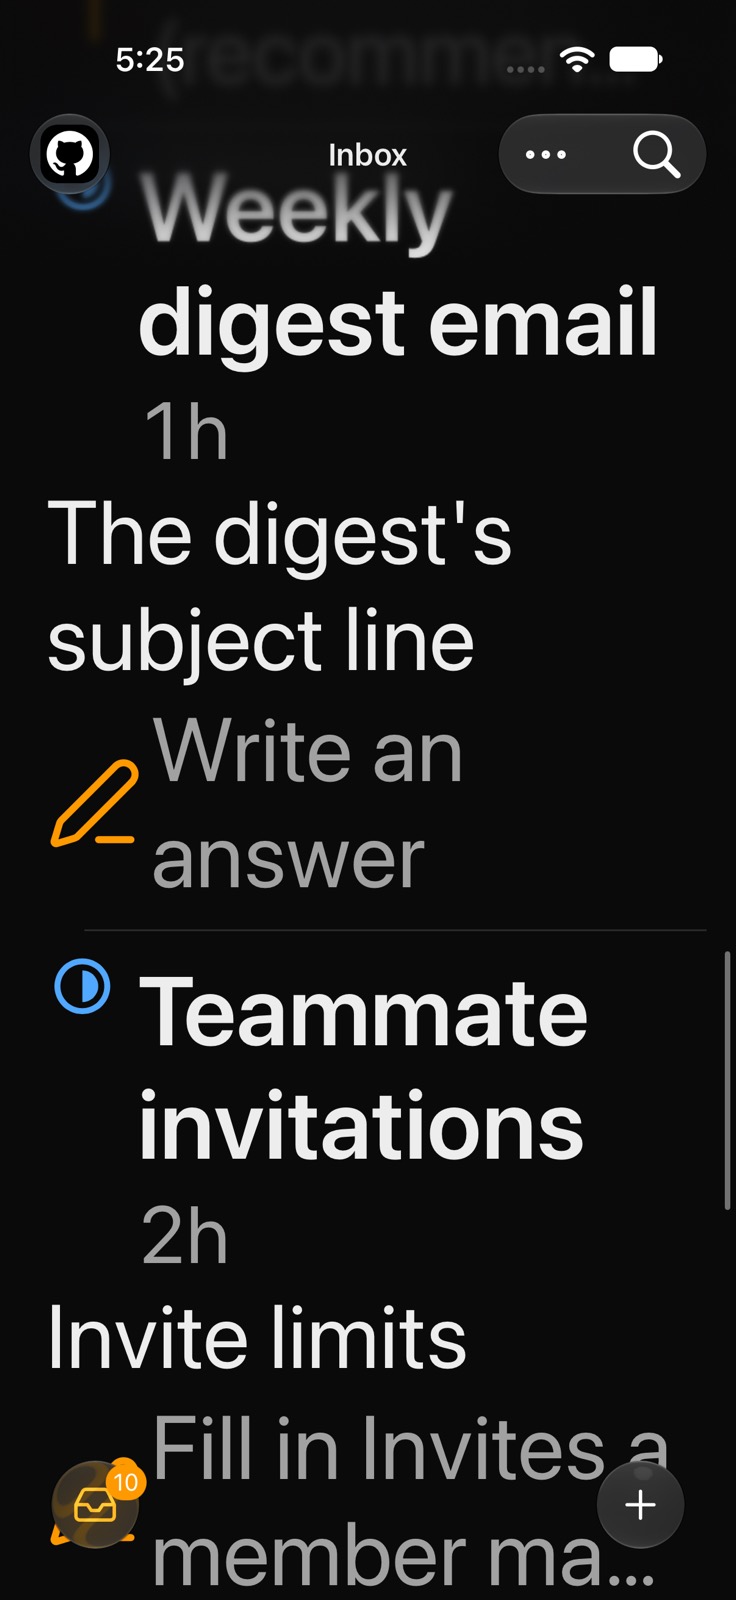 (recommen...
5:25
Inbox
Weekly
digest email
1h
The digest's
subject line
Write an
answer
Teammate
invitations
2h
Invite limits
Fill in Invites a
member ma...
10